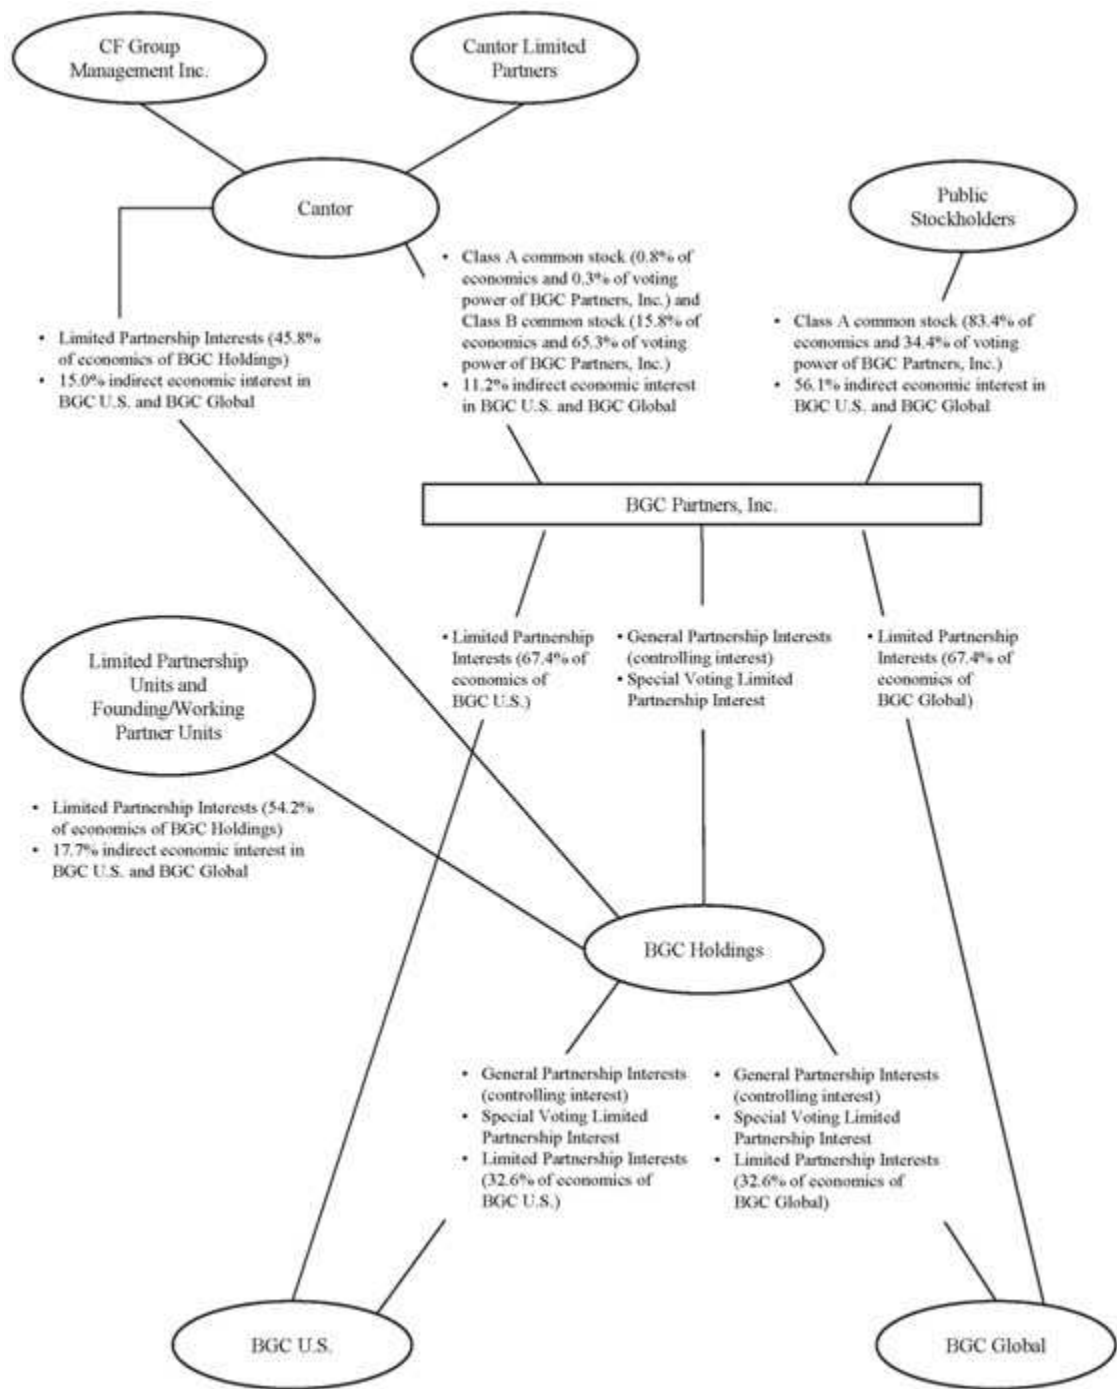 CF Group
Management Inc.
Cantor Limited
Partners
Cantor
Public
Stockholders
• Limited Partnership Interests (45.8%
of economics of BGC Holdings)
• 15.0% indirect economic interest in
BGC U.S. and BGC Global
• Class A common stock (0.8% of
economics and 0.3% of voting
power of BGC Partners, Inc.) and
Class B common stock (15.8% of
economics and 65.3% of voting
power of BGC Partners, Inc.)
• 11.2% indirect economic interest
in BGC U.S. and BGC Global
• Class A common stock (83.4% of
economics and 34.4% of voting
power of BGC Partners, Inc.)
• 56.1% indirect economic interest in
BGC U.S. and BGC Global
BGC Partners, Inc.
Limited Partnership
Units and
Founding/Working
Partner Units
• Limited Partnership
Interests (67.4% of
economics of
BGC U.S.)
• General Partnership Interests
(controlling interest)
• Special Voting Limited
Partnership Interest
• Limited Partnership
Interests (67.4% of
economics of
BGC Global)
• Limited Partnership Interests (54.2%
of economics of BGC Holdings)
• 17.7% indirect economic interest in
BGC U.S. and BGC Global
BGC Holdings
• General Partnership Interests
(controlling interest)
• Special Voting Limited
Partnership Interest
• Limited Partnership Interests
(32.6% of economics of
BGC U.S.)
• General Partnership Interests
(controlling interest)
• Special Voting Limited
Partnership Interest
• Limited Partnership Interests
(32.6% of economics of
BGC Global)
BGC U.S.
BGC Global